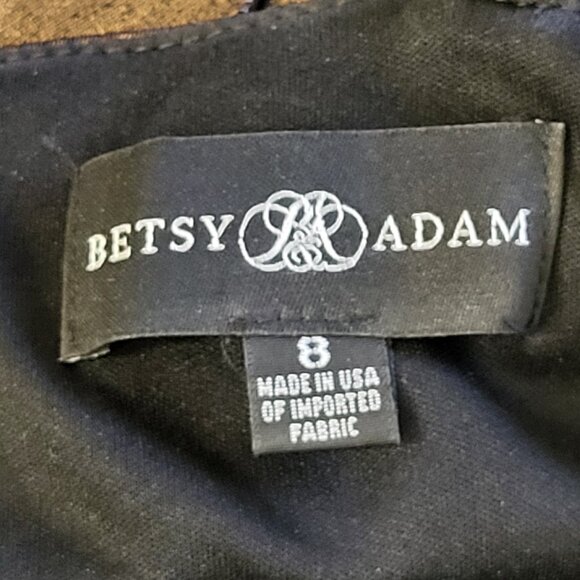 BETSY ADAM
8
MADE IN USA
OF IMPORTED
FABRIC